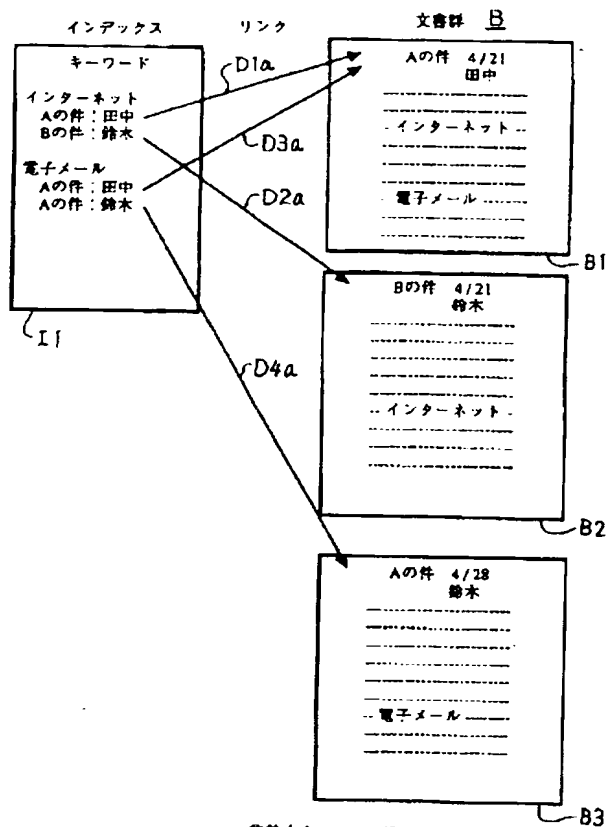 インデックス
リンク
文書群 B
キーワード
インターネット
Aの件:田中
Bの件:鈴木
電子メール
Aの件:田中
Aの件:鈴木
I1
D1a
D3a
D2a
D4a
Aの件 4/21
田中
インターネット
電子メール
B1
Bの件 4/21
鈴木
インターネット
B2
Aの件 4/28
鈴木
電子メール
B3